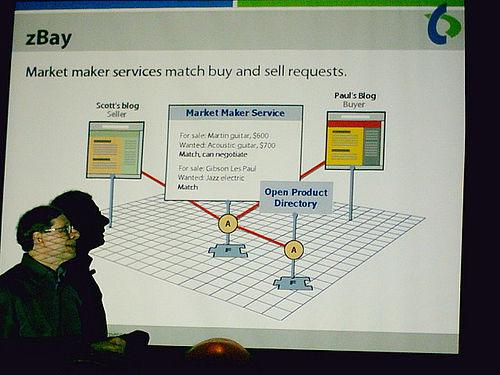 zBay
Market maker services match buy and sell requests.
Scott's blog
Seller
Market Maker Service
For sale: Martin guitar, $600
Wanted: Acoustic guitar, $700
Match, can negotiate
For sale: Gibson Les Paul
Wanted: Jazz electric
Match
Paul's Blog
Buyer
Open Product
Directory
A
A
F
F